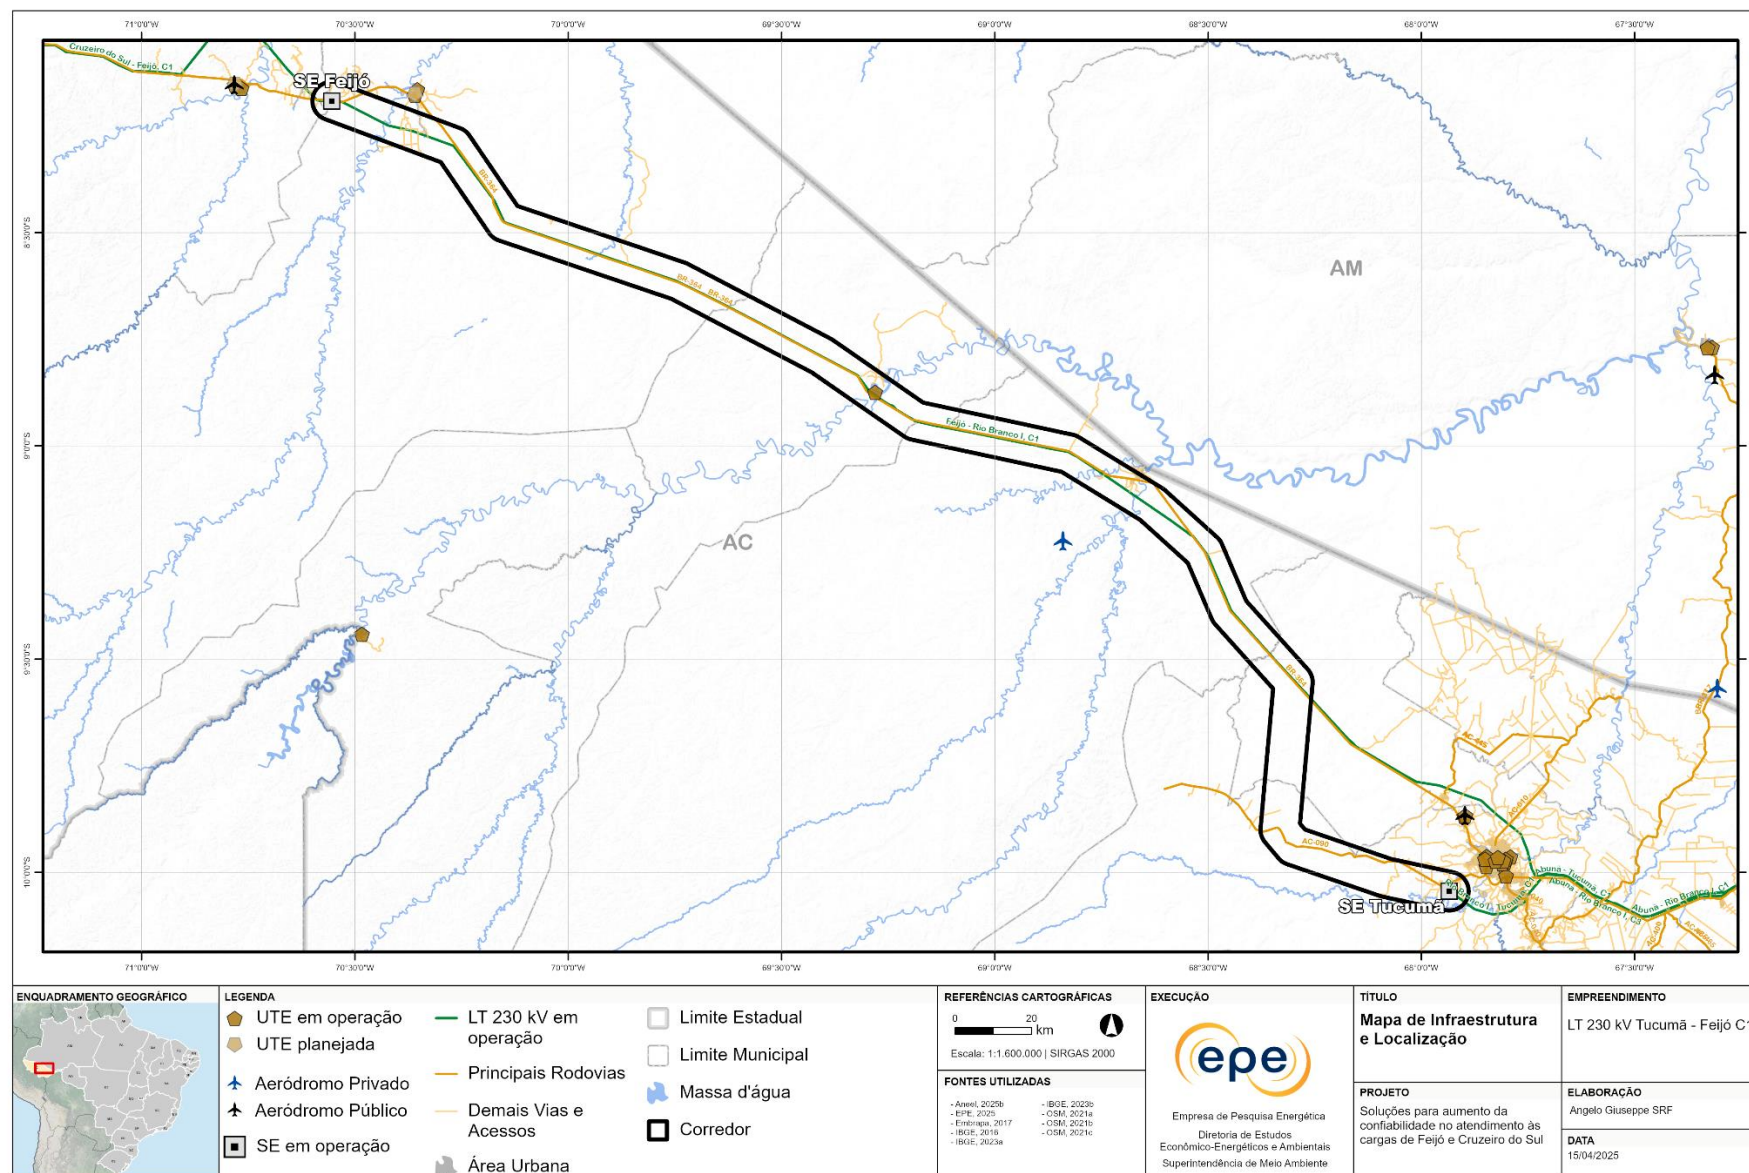 71°0'0"W
70°30'0"W
70°0'0"W
69°30'0"W
69°0'0"W
68°30'0"W
68°0'0"W
67°30'0"W
Cruzeiro do Sul - Feijó, C1
SE Feijó
BR-364
8°30'0"S
AM
BR-364
BR-364
Feijó - Rio Branco I, C1
9°0'0"S
AC
9°30'0"S
BR-364
AC-445
AC-010
AC-090
10°0'0"S
Abunã - Tucumã, C1
Abunã - Rio Branco I, C1
Rio Branco I - Tucumã, C1
SE Tucumã
71°0'0"W
70°30'0"W
70°0'0"W
69°30'0"W
69°0'0"W
68°30'0"W
68°0'0"W
67°30'0"W
ENQUADRAMENTO GEOGRÁFICO
LEGENDA
UTE em operação
UTE planejada
Aeródromo Privado
Aeródromo Público
SE em operação
LT 230 kV em
operação
Principais Rodovias
Demais Vias e
Acessos
Área Urbana
Limite Estadual
Limite Municipal
Massa d'água
Corredor
REFERÊNCIAS CARTOGRÁFICAS
0 20
km
Escala: 1:1.600.000 | SIRGAS 2000
FONTES UTILIZADAS
- Aneel, 2025b
- EPE, 2025
- Embrapa, 2017
- IBGE, 2018
- IBGE, 2023a
- IBGE, 2023b
- OSM, 2021a
- OSM, 2021b
- OSM, 2021c
EXECUÇÃO
epe
Empresa de Pesquisa Energética
Diretoria de Estudos
Econômico-Energéticos e Ambientais
Superintendência de Meio Ambiente
TÍTULO
Mapa de Infraestrutura
e Localização
PROJETO
Soluções para aumento da
confiabilidade no atendimento às
cargas de Feijó e Cruzeiro do Sul
EMPREENDIMENTO
LT 230 kV Tucumã - Feijó C1
ELABORAÇÃO
Angelo Giuseppe SRF
DATA
15/04/2025